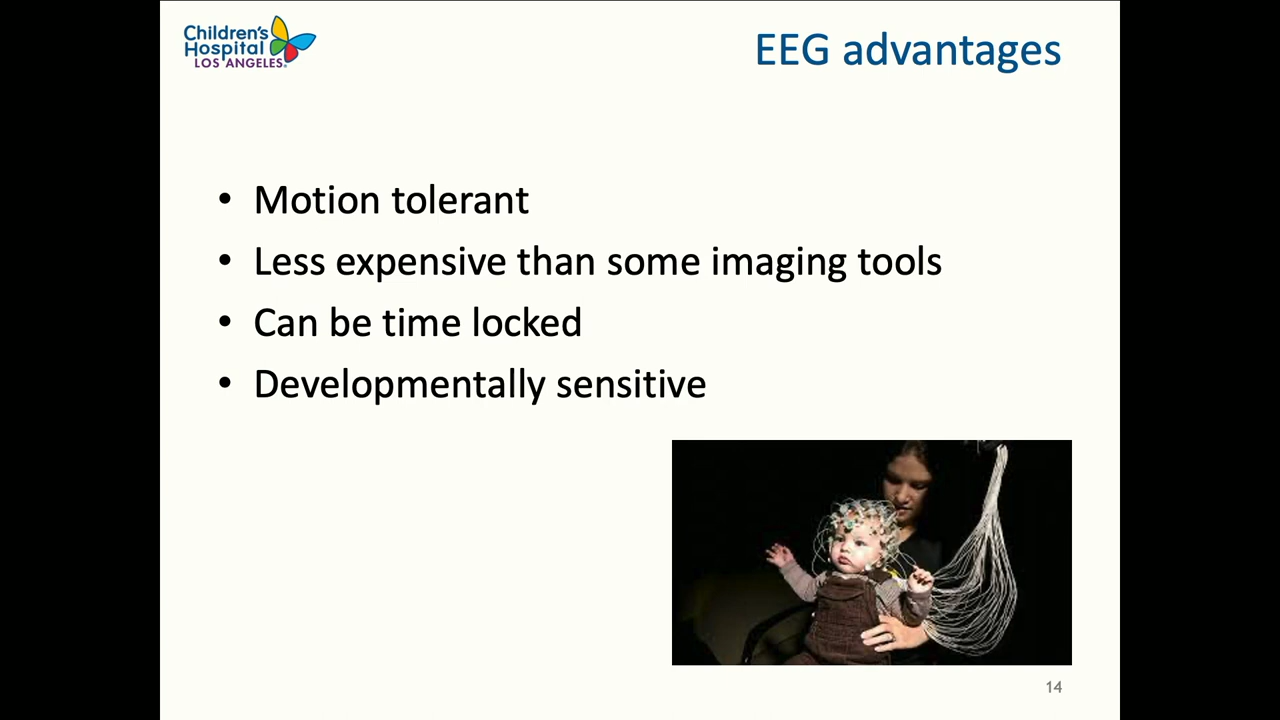 Children's
Hospital
LOS ANGELES®
EEG advantages
• Motion tolerant
• Less expensive than some imaging tools
• Can be time locked
• Developmentally sensitive
14